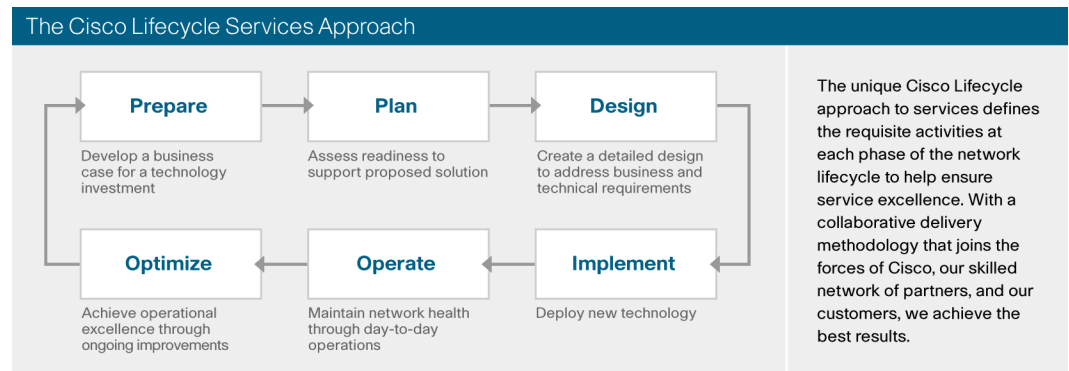 The Cisco Lifecycle Services Approach
Prepare
Develop a business
case for a technology
investment
Plan
Assess readiness to
support proposed solution
Design
Create a detailed design
to address business and
technical requirements
Implement
Deploy new technology
Operate
Maintain network health
through day-to-day
operations
Optimize
Achieve operational
excellence through
ongoing improvements
The unique Cisco Lifecycle
approach to services defines
the requisite activities at
each phase of the network
lifecycle to help ensure
service excellence. With a
collaborative delivery
methodology that joins the
forces of Cisco, our skilled
network of partners, and our
customers, we achieve the
best results.